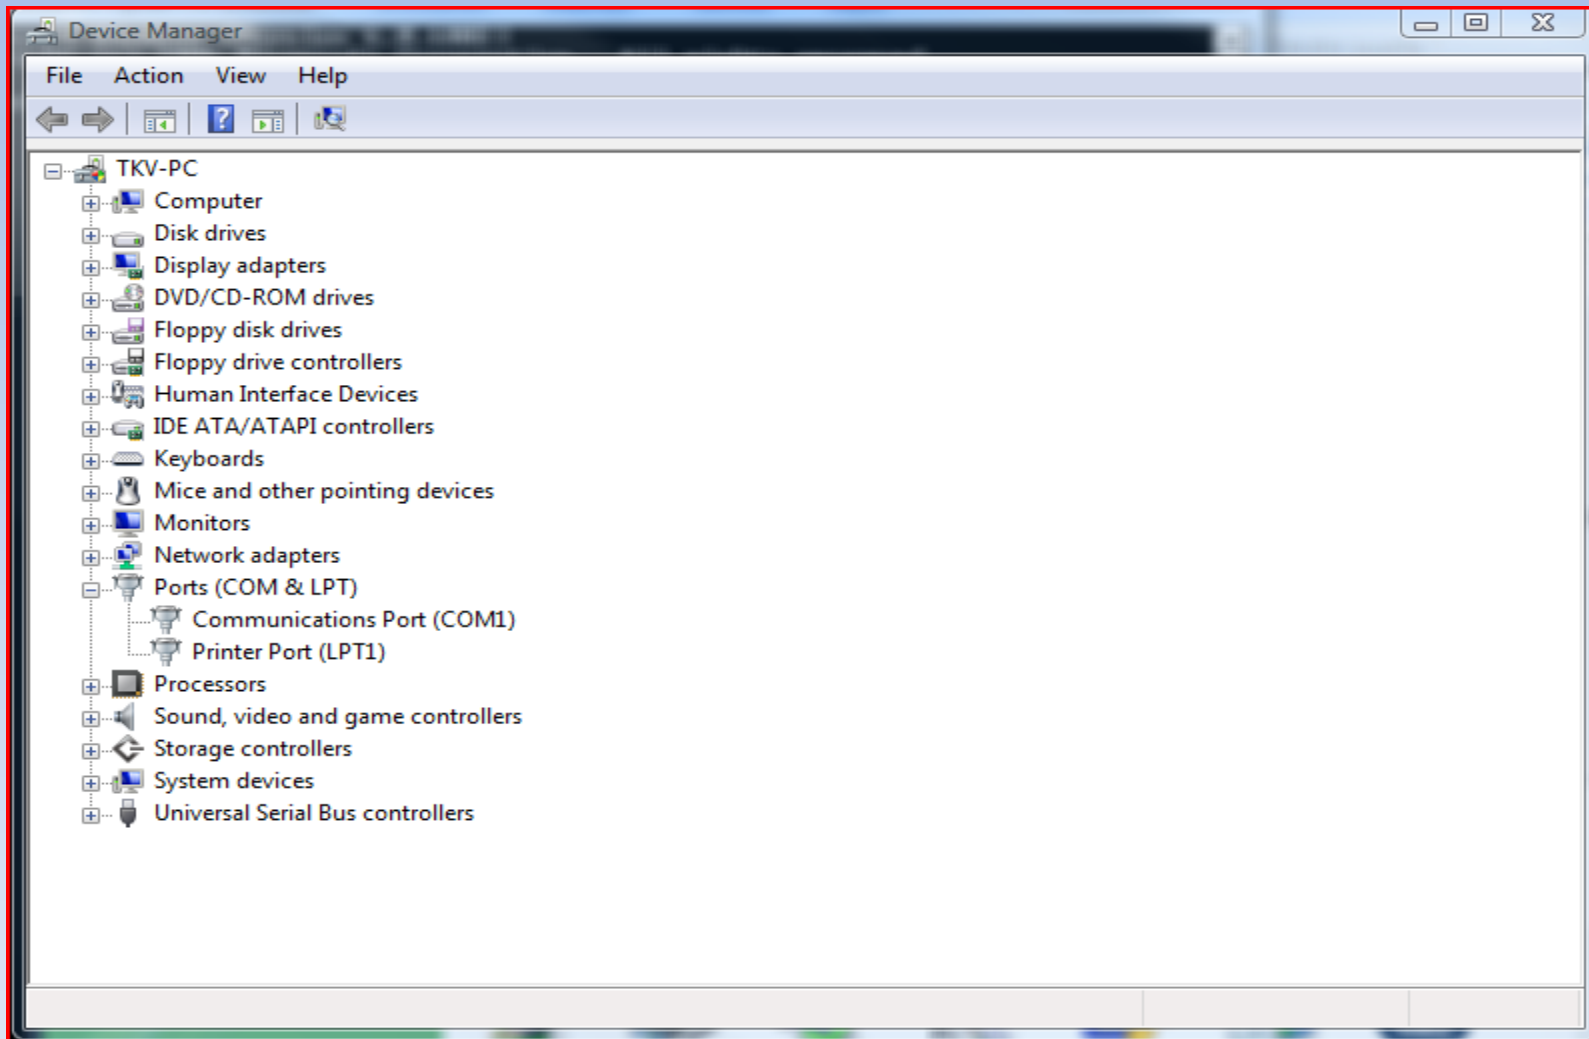 Device Manager
File Action View Help
TKV-PC
Computer
Disk drives
Display adapters
DVD/CD-ROM drives
Floppy disk drives
Floppy drive controllers
Human Interface Devices
IDE ATA/ATAPI controllers
Keyboards
Mice and other pointing devices
Monitors
Network adapters
Ports (COM & LPT)
Communications Port (COM1)
Printer Port (LPT1)
Processors
Sound, video and game controllers
Storage controllers
System devices
Universal Serial Bus controllers